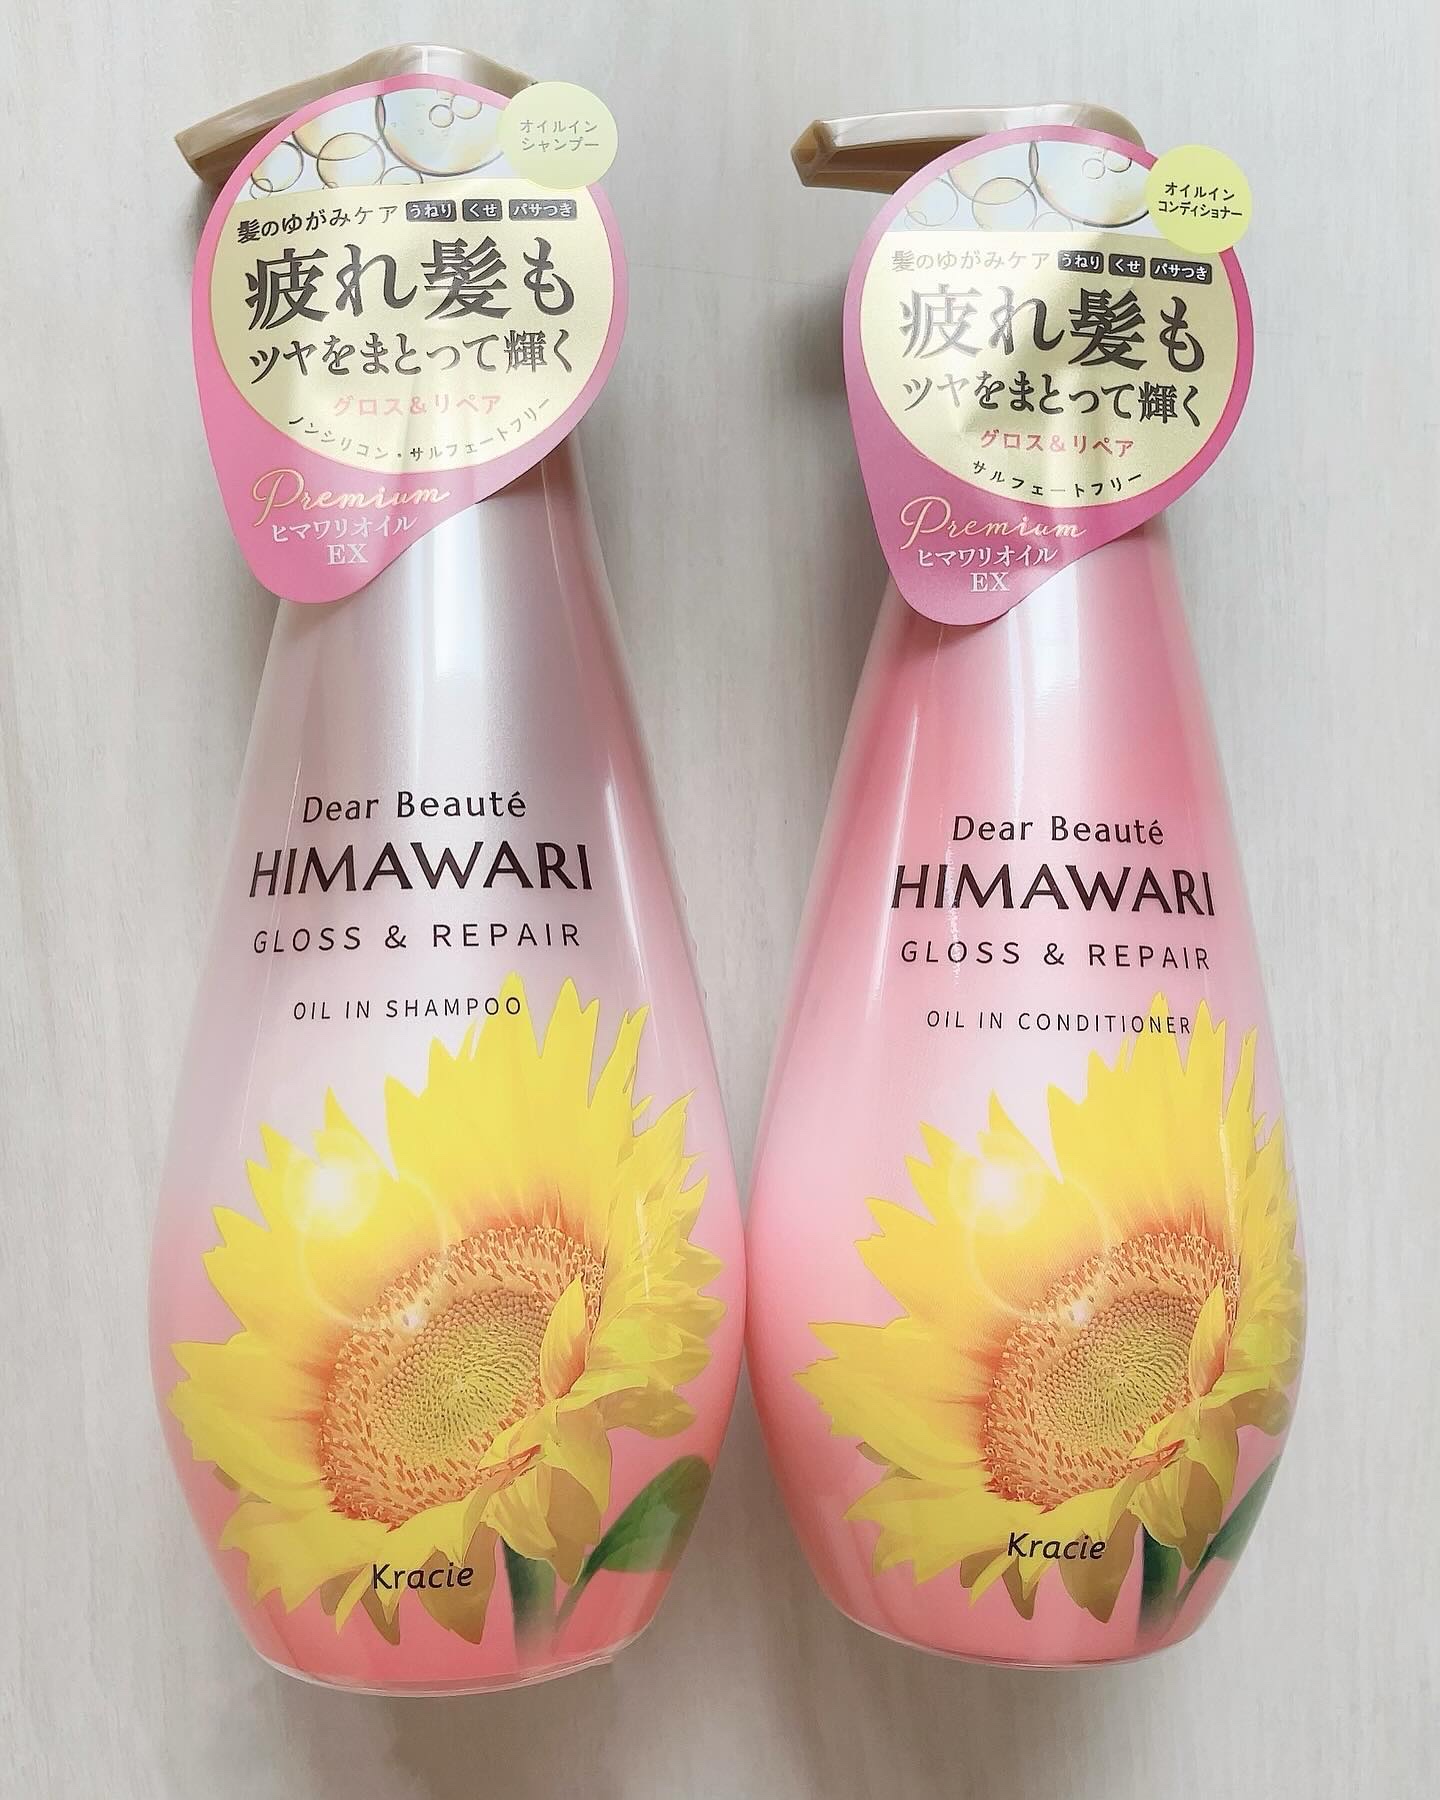 オイルイン
シャンプー
髪のゆがみケア うねり くせ パサつき
疲れ髪も
ツヤをまとって輝く
グロス&リペア
ノンシリコン・サルフェートフリー
Premium
ヒマワリオイル
EX
Dear Beauté
HIMAWARI
GLOSS & REPAIR
OIL IN SHAMPOO
Kracie
オイルイン
コンディショナー
髪のゆがみケア うねり くせ パサつき
疲れ髪も
ツヤをまとって輝く
グロス&リペア
サルフェートフリー
Premium
ヒマワリオイル
EX
Dear Beauté
HIMAWARI
GLOSS & REPAIR
OIL IN CONDITIONER
Kracie